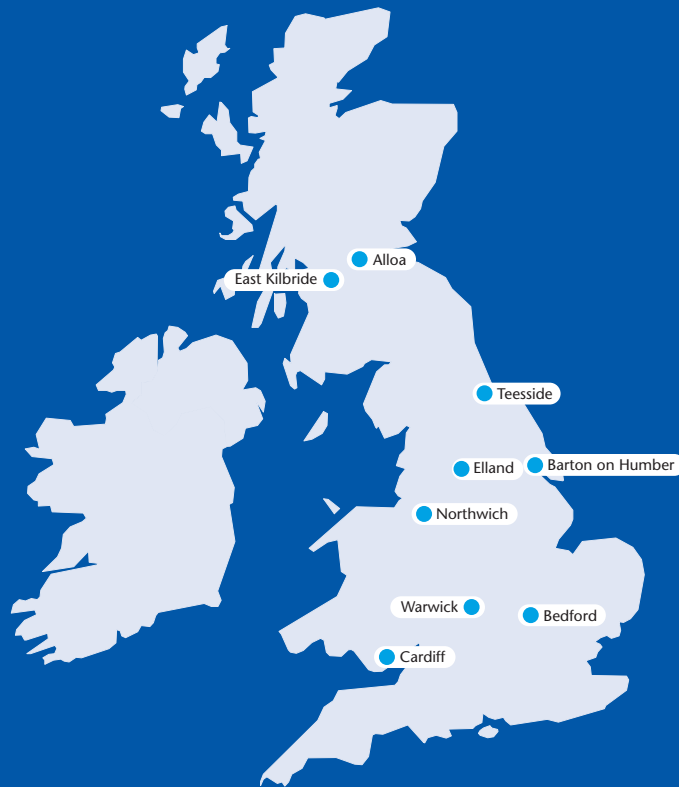 Alloa
East Kilbride
Teesside
Barton on Humber
Elland
Northwich
Warwick
Bedford
Cardiff